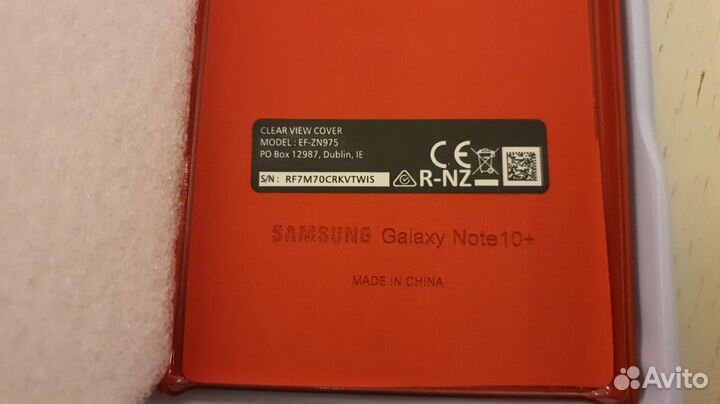 CLEAR VIEW COVER
MODEL : EF-ZN975
PO Box 12987, Dublin, IE
S/N : RF7M70CRKVTWIS
CE
R-NZ
SAMSUNG Galaxy Note10+
MADE IN CHINA
Avito